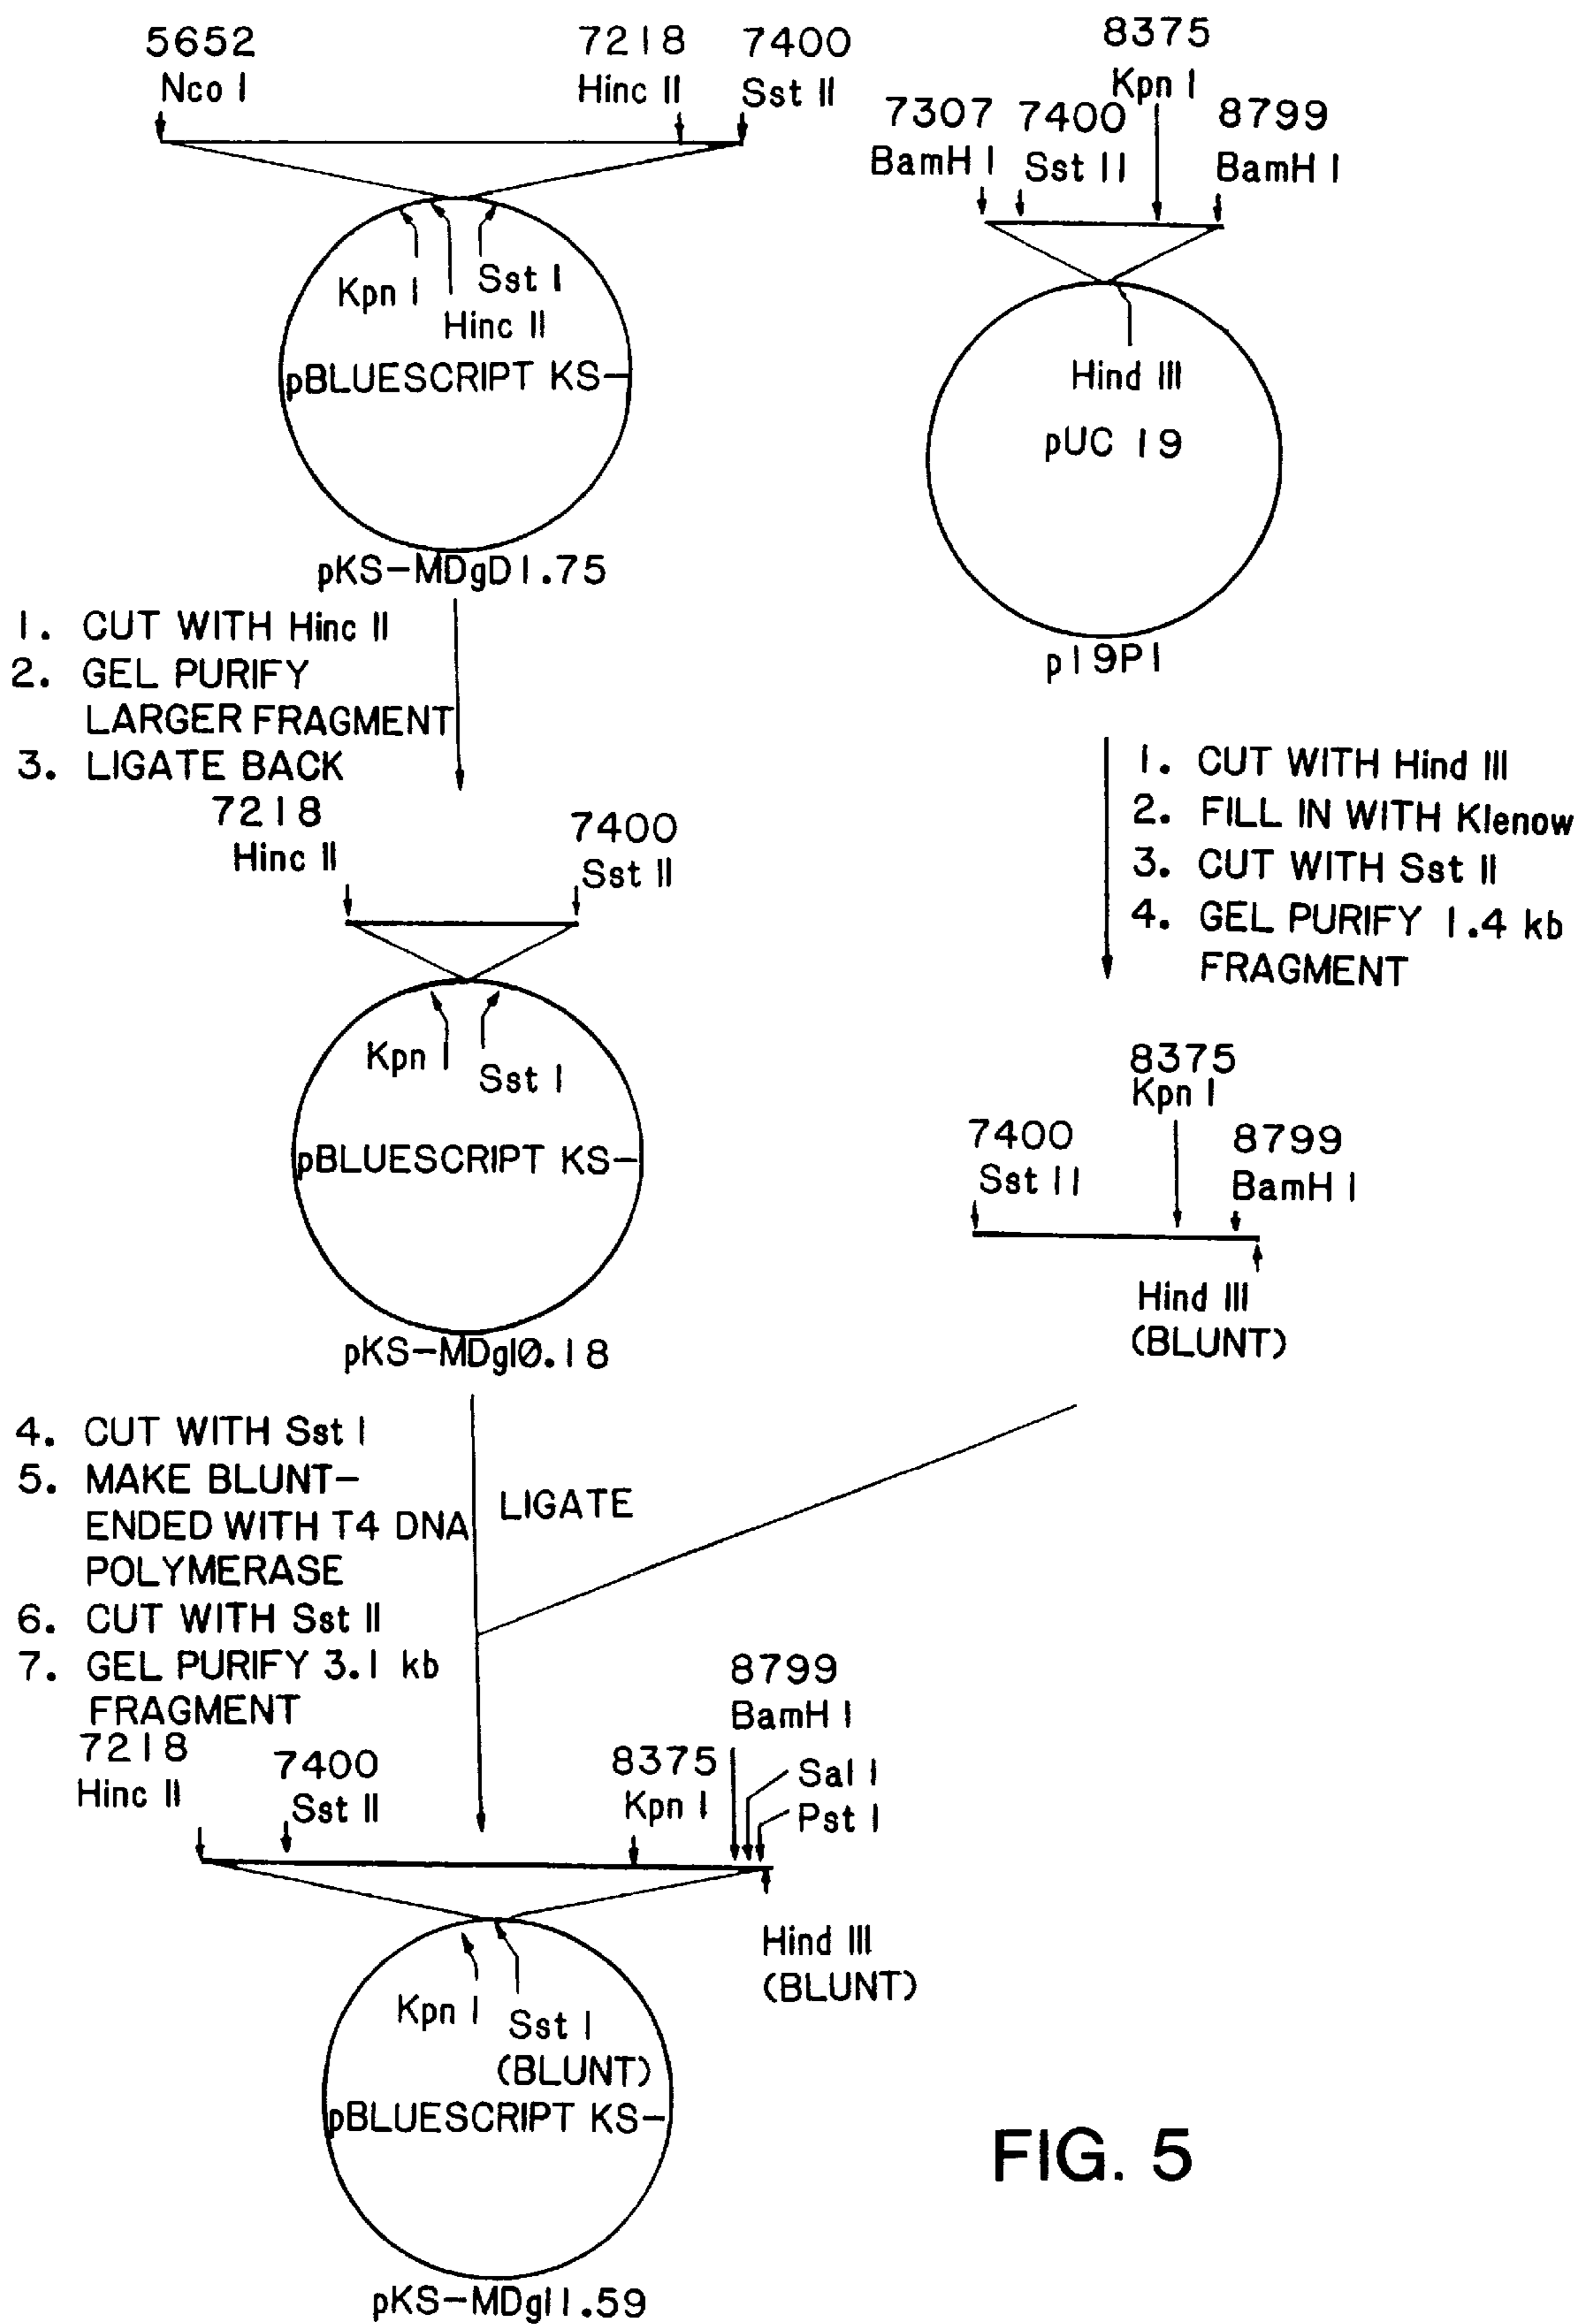 5652
Nco I
7218
Hinc II
7400
Sst II
Kpn I
Sst I
Hinc II
pBLUESCRIPT KS-
pKS-MDgD1.75
8375
Kpn I
7307
BamH I
7400
Sst II
8799
BamH I
Hind III
pUC 19
p19P1
1. CUT WITH Hinc II
2. GEL PURIFY
LARGER FRAGMENT
3. LIGATE BACK
1. CUT WITH Hind III
2. FILL IN WITH Klenow
3. CUT WITH Sst II
4. GEL PURIFY 1.4 kb
FRAGMENT
7218
Hinc II
7400
Sst II
Kpn I
Sst I
pBLUESCRIPT KS-
pKS-MDgI0.18
8375
Kpn I
7400
Sst II
8799
BamH I
Hind III
(BLUNT)
4. CUT WITH Sst I
5. MAKE BLUNT-
ENDED WITH T4 DNA
POLYMERASE
6. CUT WITH Sst II
7. GEL PURIFY 3.1 kb
FRAGMENT
LIGATE
7218
Hinc II
7400
Sst II
8375
Kpn I
8799
BamH I
Sal I
Pst I
Hind III
(BLUNT)
Kpn I
Sst I
(BLUNT)
pBLUESCRIPT KS-
pKS-MDgI1.59
FIG. 5